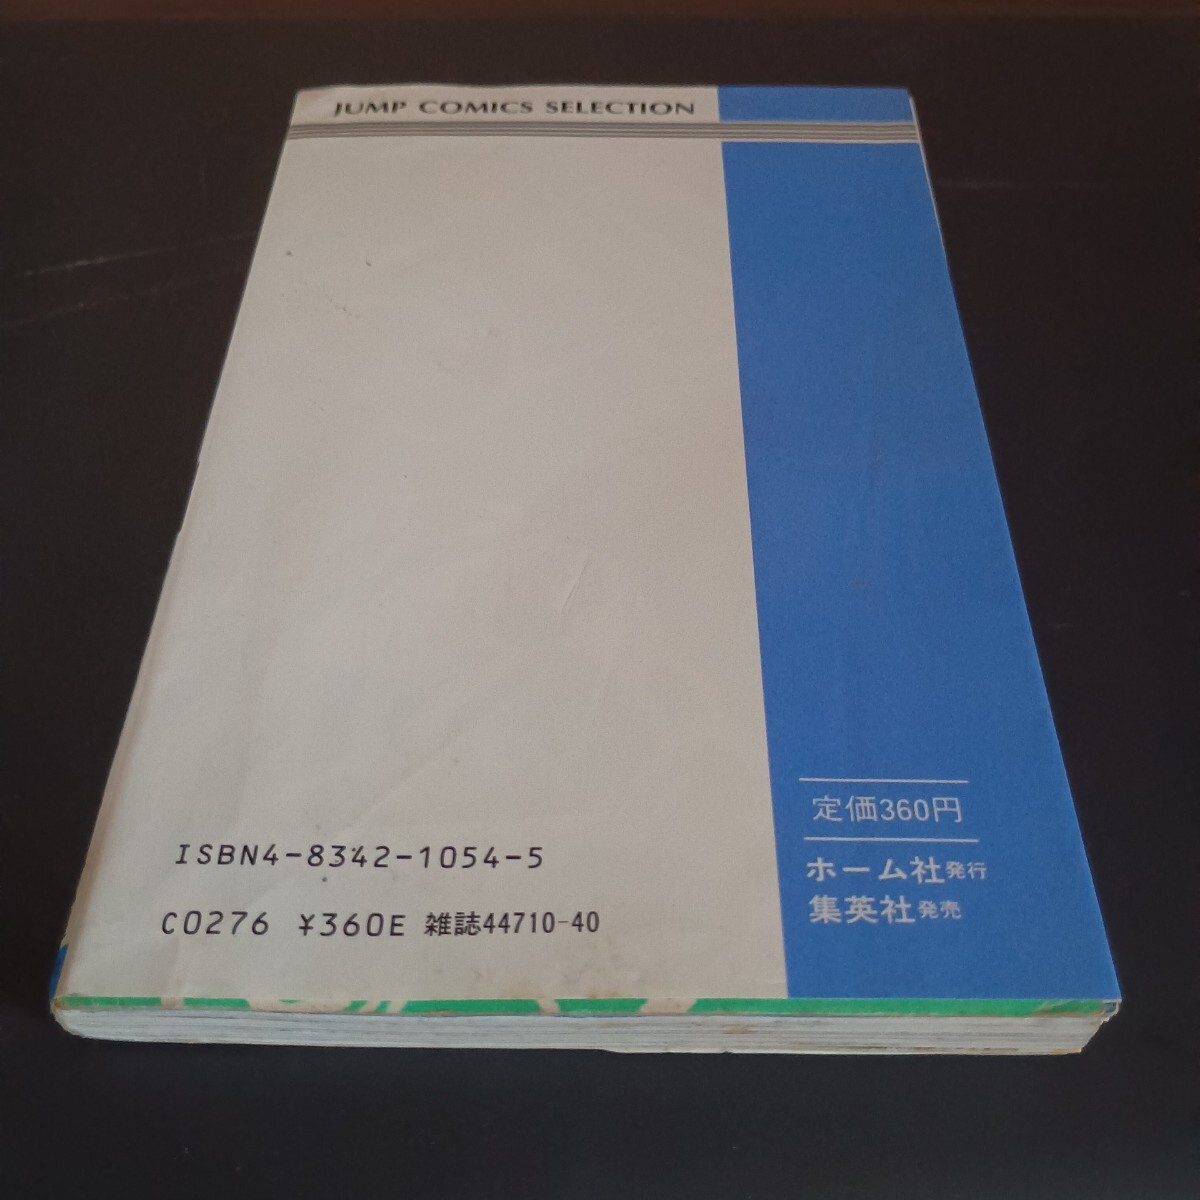 JUMP COMICS SELECTION
定価360円
ホーム社発行
集英社発売
ISBN4-8342-1054-5
C0276 ¥360E 雑誌44710-40